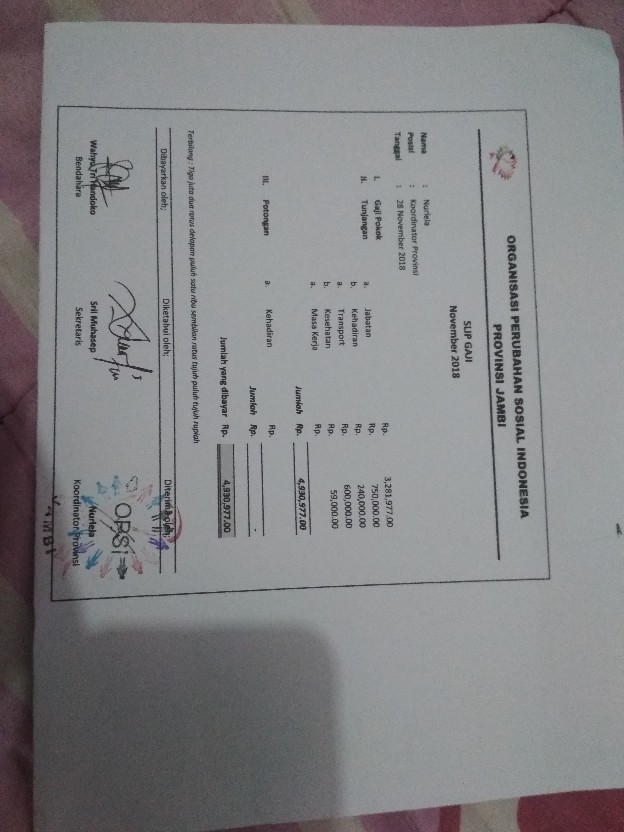 ORGANISASI PERUBAHAN SOSIAL INDONESIA
PROVINSI JAMBI
SLIP GAJI
November 2018
Nama : Nurlela
Posisi : Koordinator Provinsi
Tanggal : 28 November 2018
I. Gaji Pokok Rp. 3,281,977.00
II. Tunjangan a. Jabatan Rp. 750,000.00
b. Kehadiran Rp. 240,000.00
a. Transport Rp. 600,000.00
b. Kesehatan Rp. 59,000.00
a. Masa Kerja Rp.
Jumlah Rp. 4,930,977.00
III. Potongan a. Kehadiran Rp.
Jumlah Rp. -
Jumlah yang dibayar Rp. 4,930,977.00
Terbilang : Tiga juta dua ratus delapan puluh satu ribu sembilan ratus tujuh puluh tujuh rupiah
Dibayarkan oleh; Diketahui oleh; Diterima oleh;
OPSI
Wahyu Tri Handoko Sril Muhasep Nurlela
Bendahara Sekretaris Koordinator Provinsi
JAMBI